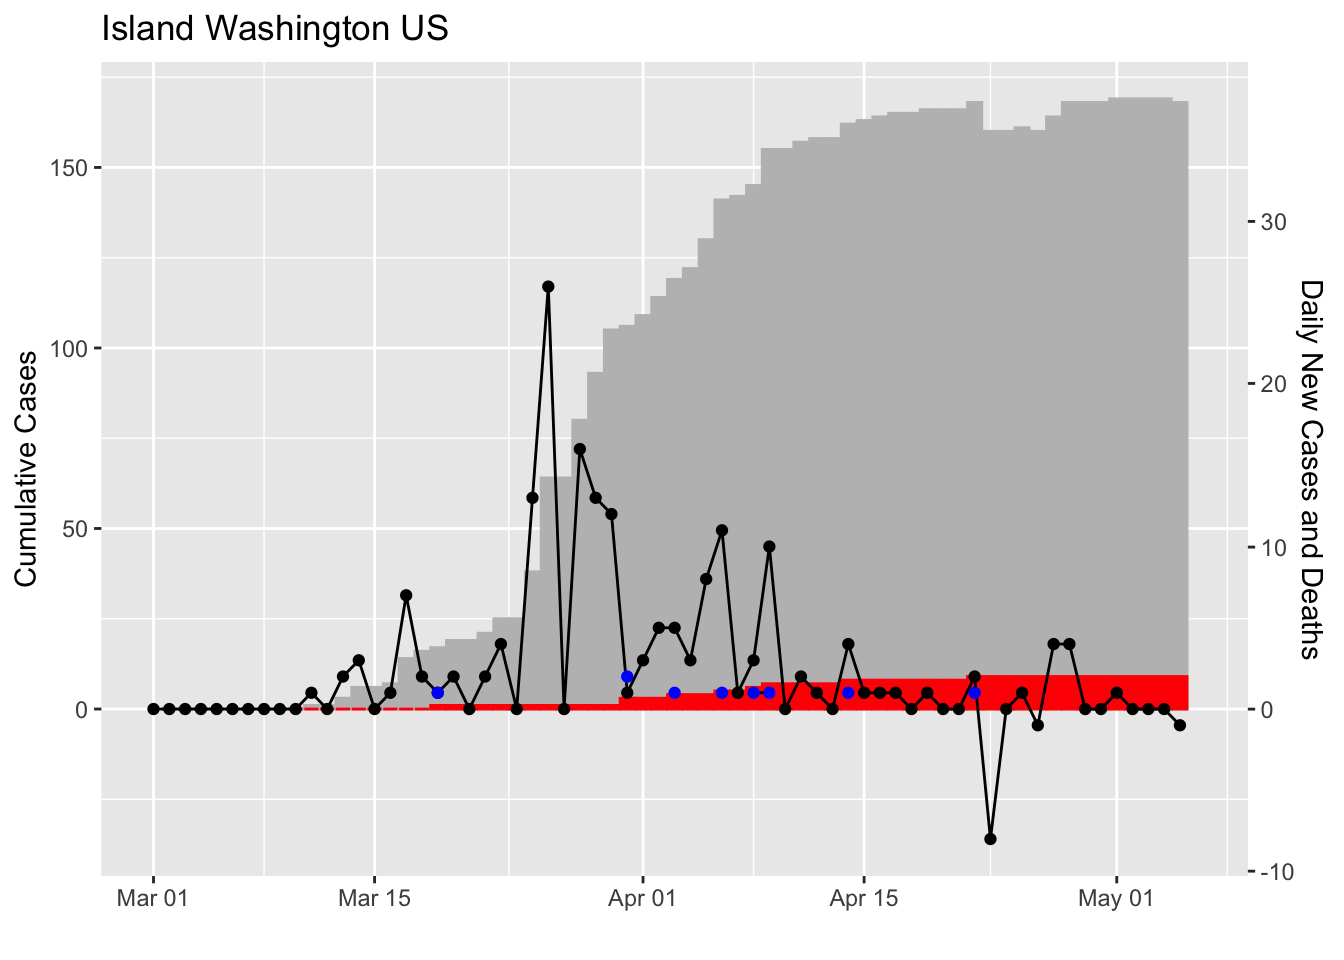 Island Washington US
Cumulative Cases
150
100
50
0
30
20
10
0
-10
Daily New Cases and Deaths
Mar 01
Mar 15
Apr 01
Apr 15
May 01